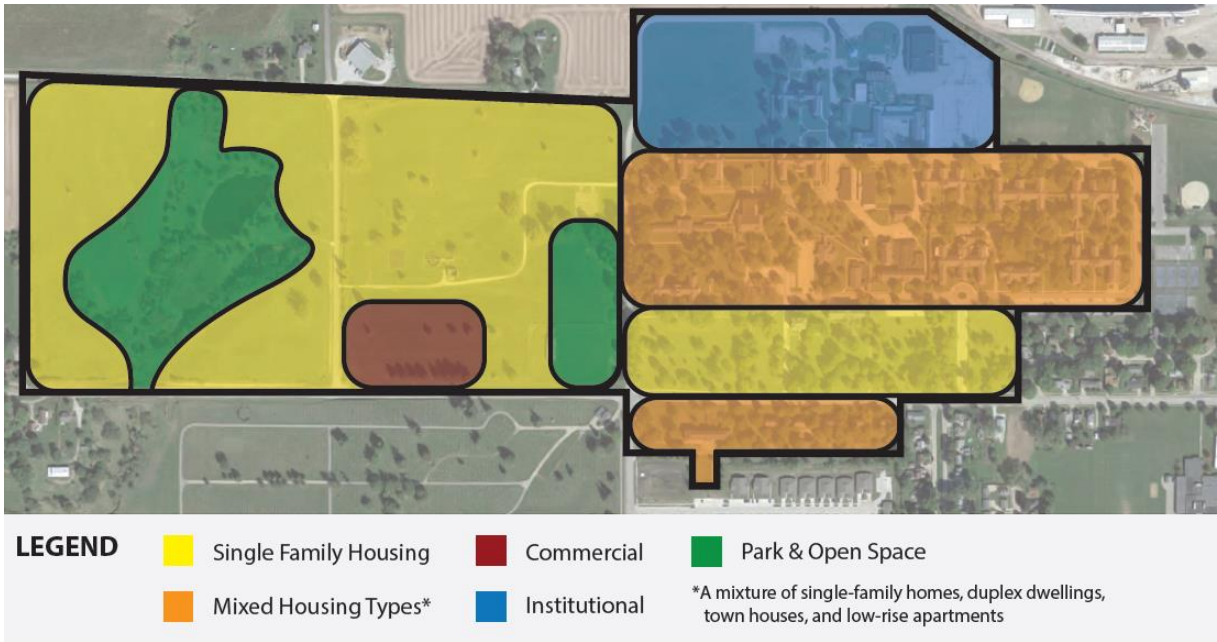 LEGEND
Single Family Housing
Commercial
Park & Open Space
Mixed Housing Types*
Institutional
*A mixture of single-family homes, duplex dwellings,
town houses, and low-rise apartments